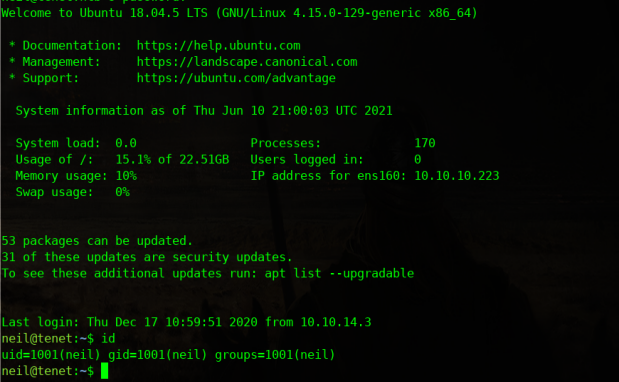 Welcome to Ubuntu 18.04.5 LTS (GNU/Linux 4.15.0-129-generic x86_64)
* Documentation: https://help.ubuntu.com
* Management: https://landscape.canonical.com
* Support: https://ubuntu.com/advantage
System information as of Thu Jun 10 21:00:03 UTC 2021
System load: 0.0 Processes: 170
Usage of /: 15.1% of 22.51GB Users logged in: 0
Memory usage: 10% IP address for ens160: 10.10.10.223
Swap usage: 0%
53 packages can be updated.
31 of these updates are security updates.
To see these additional updates run: apt list --upgradable
Last login: Thu Dec 17 10:59:51 2020 from 10.10.14.3
neil@tenet:~$ id
uid=1001(neil) gid=1001(neil) groups=1001(neil)
neil@tenet:~$